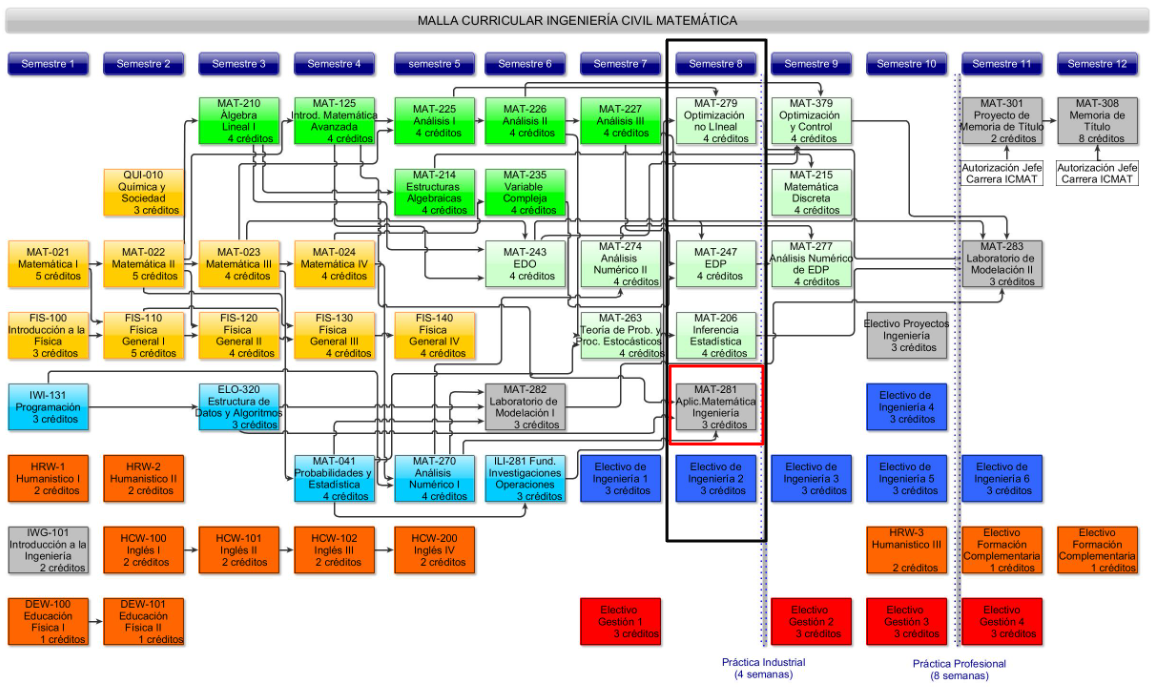 MALLA CURRICULAR INGENIERÍA CIVIL MATEMÁTICA
Semestre 1
Semestre 2
Semestre 3
Semestre 4
semestre 5
Semestre 6
Semestre 7
Semestre 8
Semestre 9
Semestre 10
Semestre 11
Semestre 12
MAT-210
Álgebra
Lineal I
4 créditos
MAT-125
Introd. Matemática
Avanzada
4 créditos
MAT-225
Análisis I
4 créditos
MAT-226
Análisis II
4 créditos
MAT-227
Análisis III
4 créditos
MAT-279
Optimización
no LIneal
4 créditos
MAT-379
Optimización
y Control
4 créditos
MAT-301
Proyecto de
Memoria de Título
2 créditos
MAT-308
Memoria de
Título
8 créditos
QUI-010
Química y
Sociedad
3 créditos
MAT-214
Estructuras
Algebraicas
4 créditos
MAT-235
Variable
Compleja
4 créditos
MAT-215
Matemática
Discreta
4 créditos
Autorización Jefe
Carrera ICMAT
Autorización Jefe
Carrera ICMAT
MAT-021
Matemática I
5 créditos
MAT-022
Matemática II
5 créditos
MAT-023
Matemática III
4 créditos
MAT-024
Matemática IV
4 créditos
MAT-243
EDO
4 créditos
MAT-274
Análisis
Numérico II
4 créditos
MAT-247
EDP
4 créditos
MAT-277
Análisis Numérico
de EDP
4 créditos
MAT-283
Laboratorio de
Modelación II
3 créditos
FIS-100
Introducción a la
Física
3 créditos
FIS-110
Física
General I
5 créditos
FIS-120
Física
General II
4 créditos
FIS-130
Física
General III
4 créditos
FIS-140
Física
General IV
4 créditos
MAT-263
Teoría de Prob. y
Proc. Estocásticos
4 créditos
MAT-206
Inferencia
Estadística
4 créditos
Electivo Proyectos
Ingeniería
3 créditos
IWI-131
Programación
3 créditos
ELO-320
Estructura de
Datos y Algoritmos
3 créditos
MAT-282
Laboratorio de
Modelación I
3 créditos
MAT-281
Aplic.Matemática
Ingeniería
3 créditos
Electivo de
Ingeniería 4
3 créditos
HRW-1
Humanistico I
2 créditos
HRW-2
Humanistico II
2 créditos
MAT-041
Probabilidades y
Estadística
4 créditos
MAT-270
Análisis
Numérico I
4 créditos
ILI-281 Fund.
Investigaciones
Operaciones
3 créditos
Electivo de
Ingeniería 1
3 créditos
Electivo de
Ingeniería 2
3 créditos
Electivo de
Ingeniería 3
3 créditos
Electivo de
Ingeniería 5
3 créditos
Electivo de
Ingeniería 6
3 créditos
IWG-101
Introducción a la
Ingeniería
2 créditos
HCW-100
Inglés I
2 créditos
HCW-101
Inglés II
2 créditos
HCW-102
Inglés III
2 créditos
HCW-200
Inglés IV
2 créditos
HRW-3
Humanistico III
2 créditos
Electivo
Formación
Complementaria
1 créditos
Electivo
Formación
Complementaria
1 créditos
DEW-100
Educación
Física I
1 créditos
DEW-101
Educación
Física II
1 créditos
Electivo
Gestión 1
3 créditos
Electivo
Gestión 2
3 créditos
Electivo
Gestión 3
3 créditos
Electivo
Gestión 4
3 créditos
Práctica Industrial
(4 semanas)
Práctica Profesional
(8 semanas)